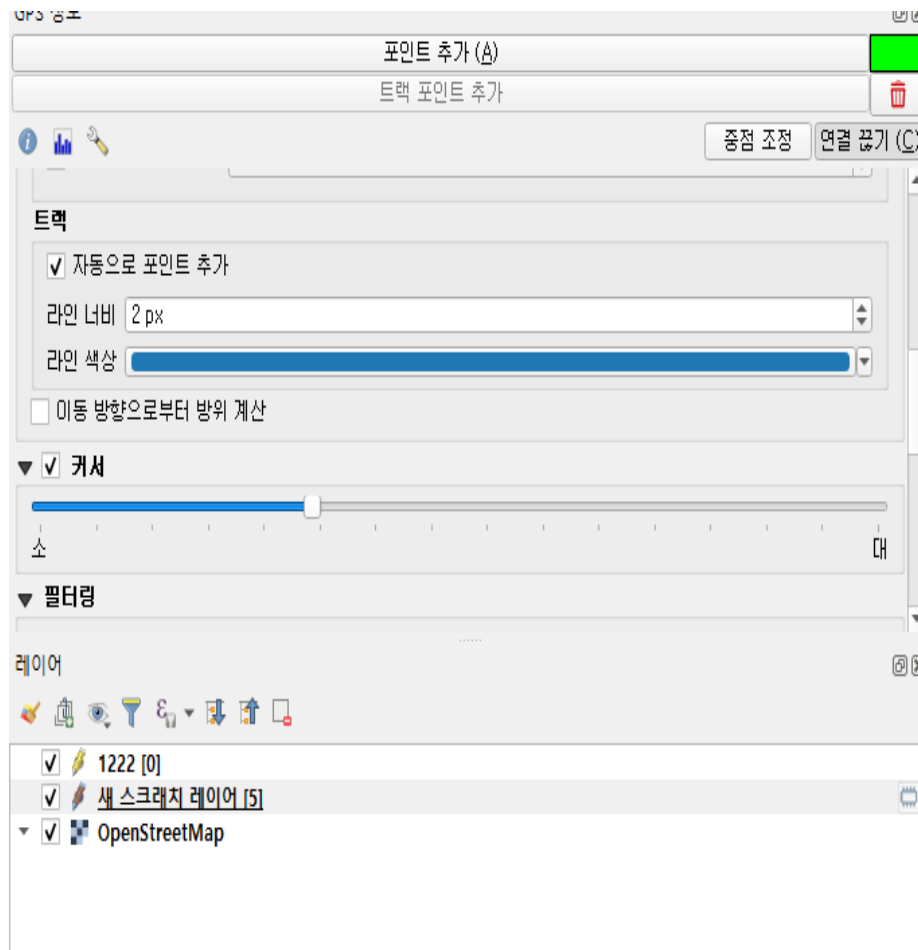 GPS 정보
포인트 추가 (A)
트랙 포인트 추가
중점 조정 연결 끊기 (C)
트랙
자동으로 포인트 추가
라인 너비 2 px
라인 색상
이동 방향으로부터 방위 계산
커서
소 대
필터링
레이어
1222 [0]
새 스크래치 레이어 [5]
OpenStreetMap